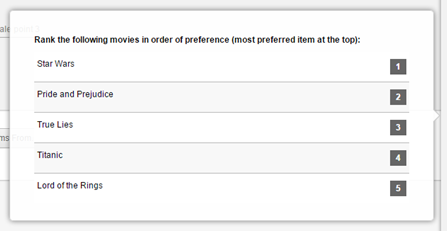 Rank the following movies in order of preference (most preferred item at the top):
Star Wars 1
Pride and Prejudice 2
True Lies 3
Titanic 4
Lord of the Rings 5